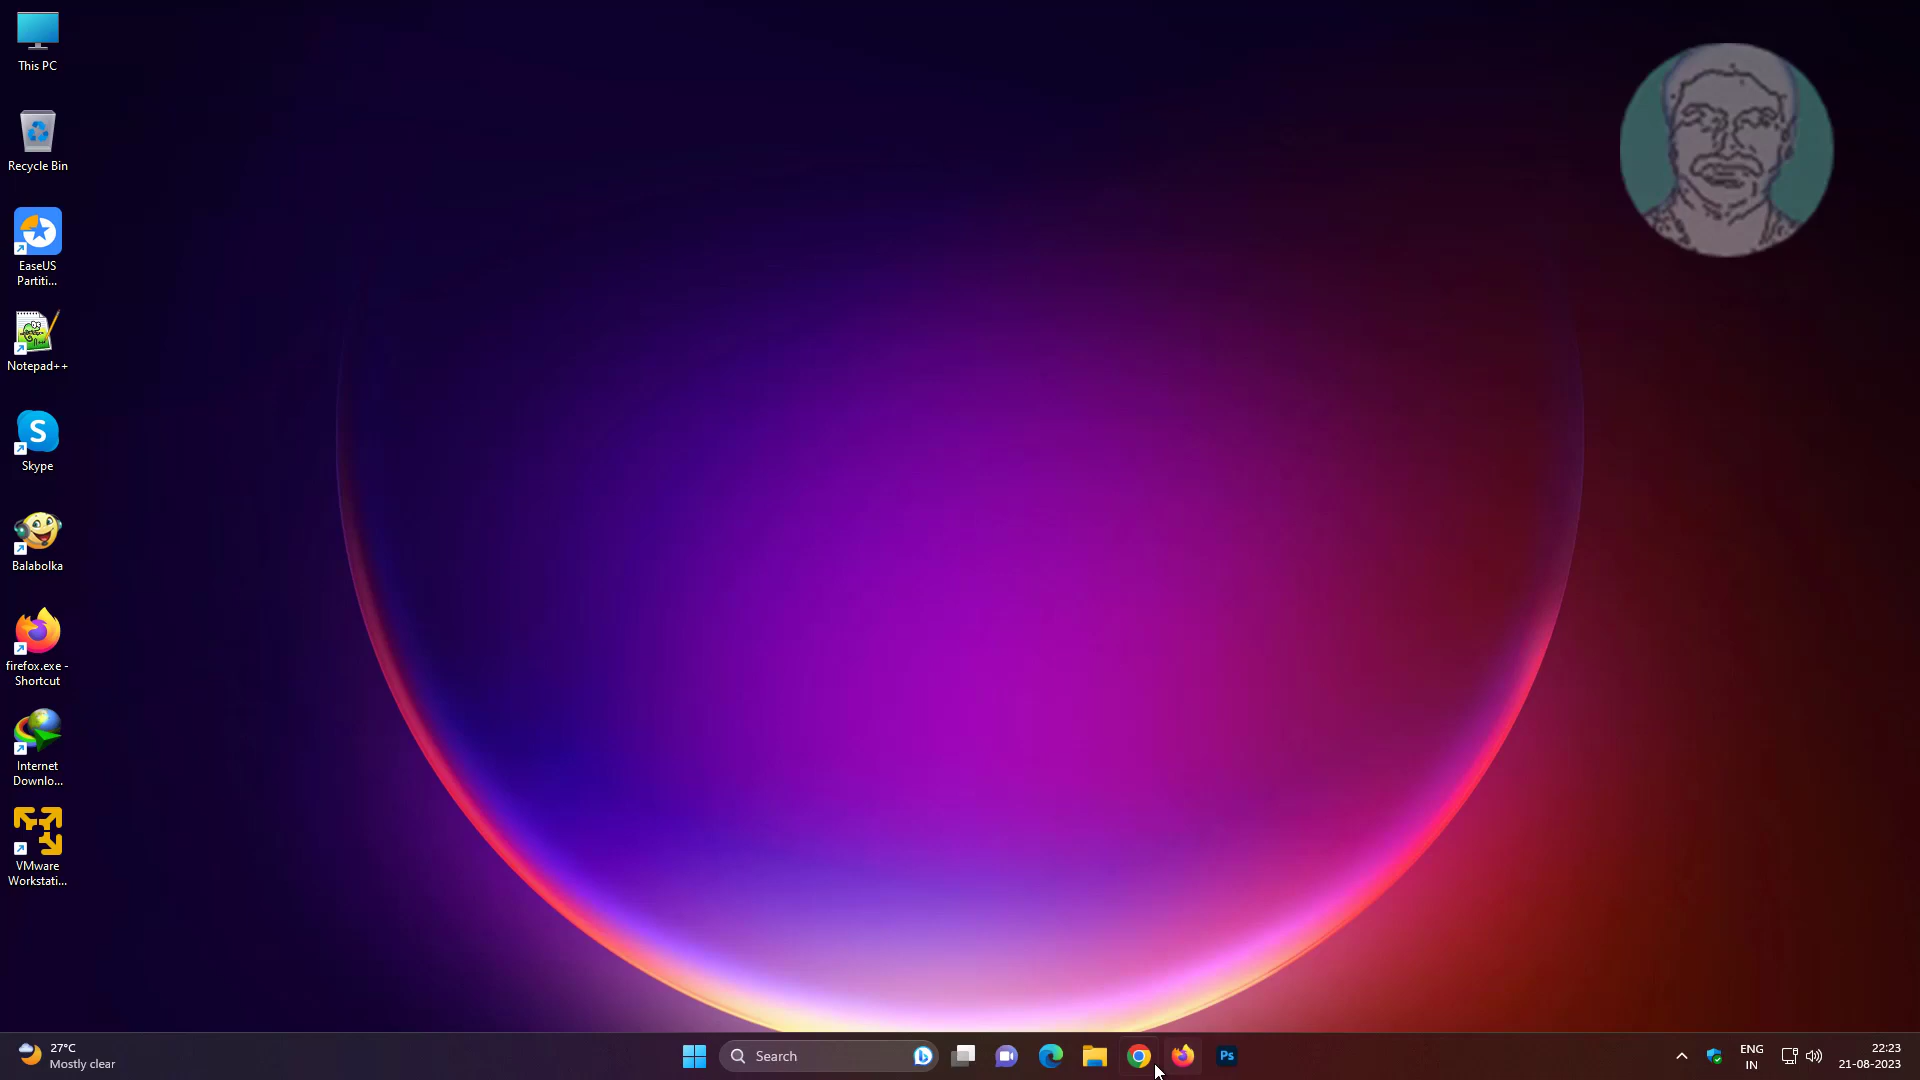 This PC
Recycle Bin
EaseUS
Partiti...
Notepad++
S
Skype
Balabolka
firefox.exe -
Shortcut
Internet
Downlo...
VMware
Workstati...
27°C
Mostly clear
Search
Ps
ENG
IN
22:23
21-08-2023